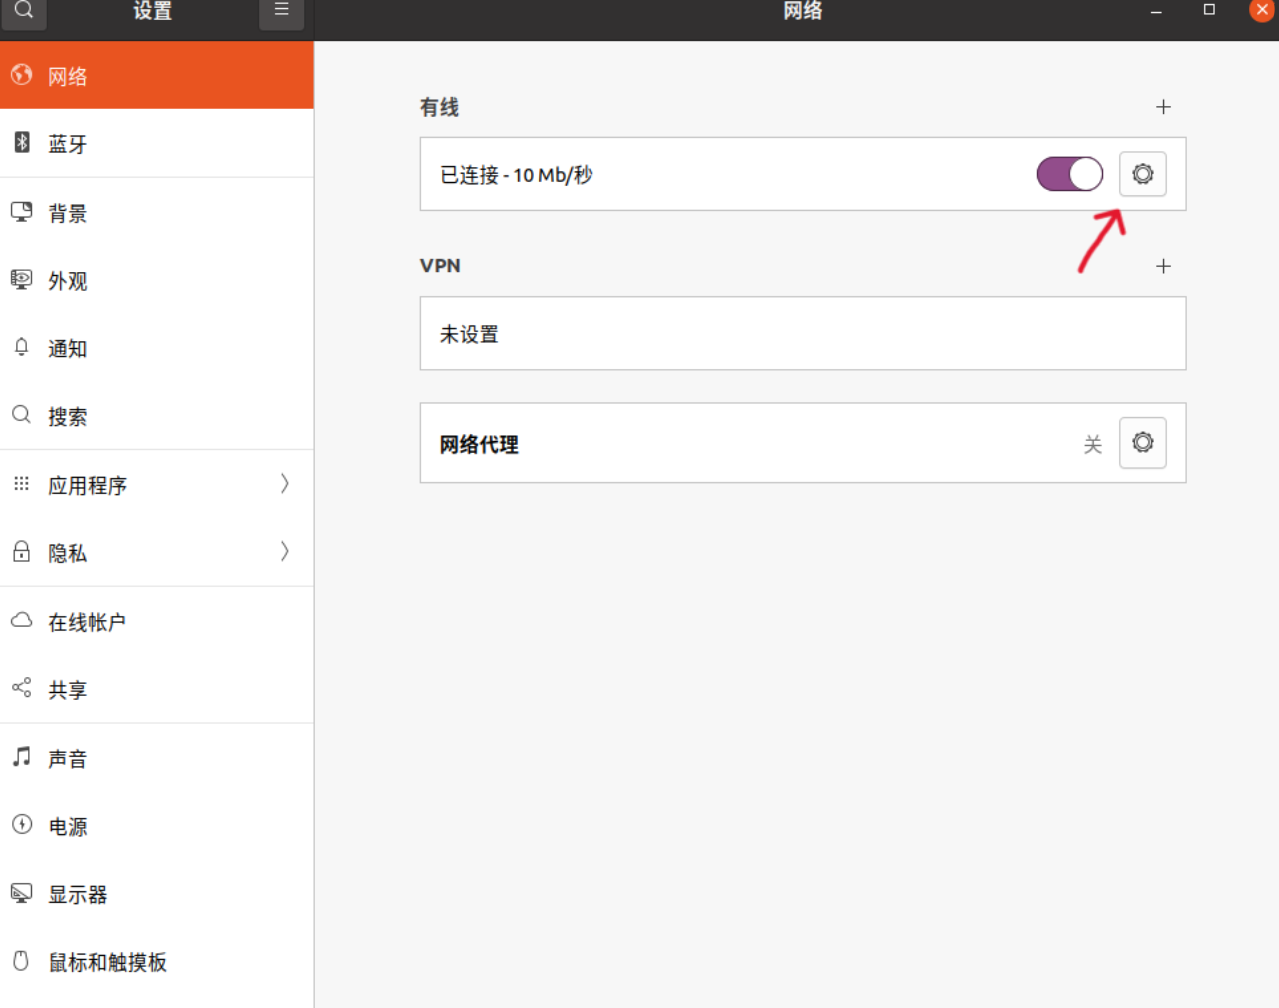 设置
网络
网络
蓝牙
背景
外观
通知
搜索
应用程序
隐私
在线帐户
共享
声音
电源
显示器
鼠标和触摸板
有线
已连接 - 10 Mb/秒
VPN
未设置
网络代理
关